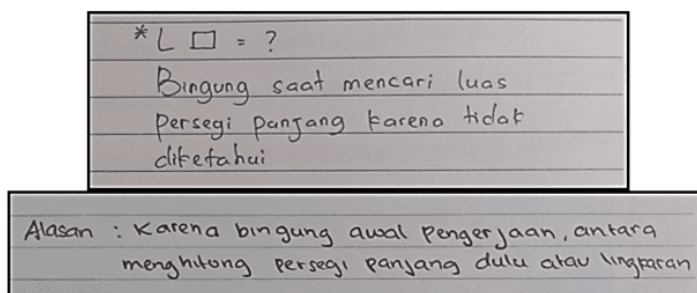 * L □ = ?
Bingung saat mencari luas
persegi panjang karena tidak
diketahui
Alasan : Karena bingung awal pengerjaan, antara
menghitung persegi panjang dulu atau lingkaran